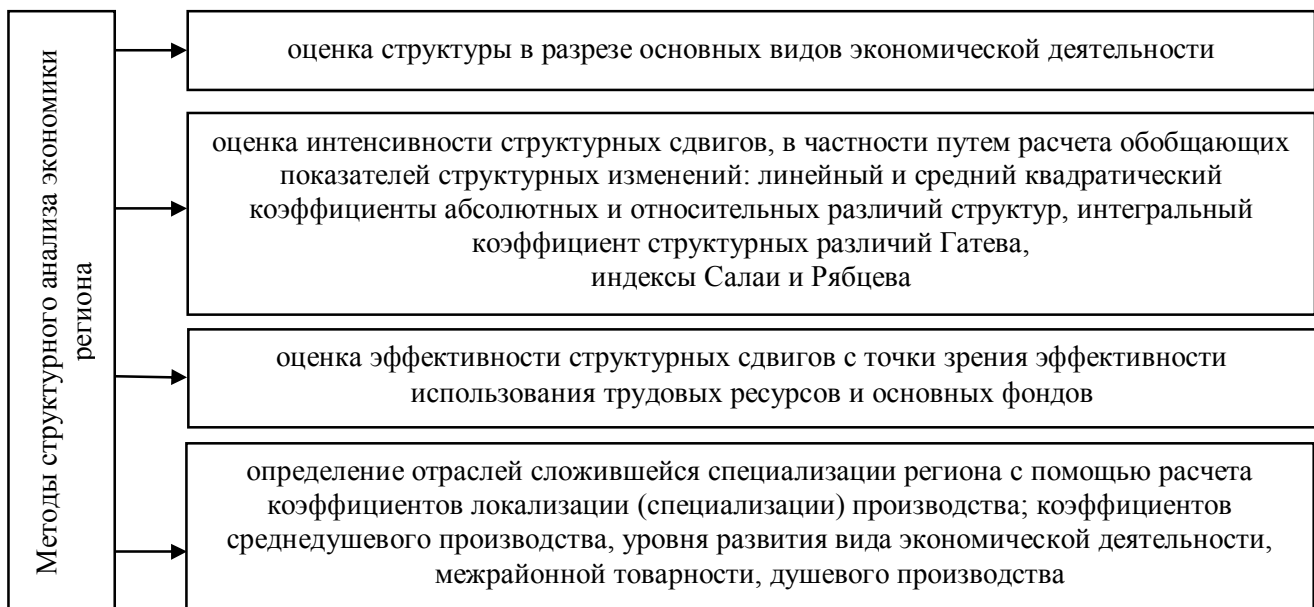 Методы структурного анализа экономики
региона
оценка структуры в разрезе основных видов экономической деятельности
оценка интенсивности структурных сдвигов, в частности путем расчета обобщающих
показателей структурных изменений: линейный и средний квадратический
коэффициенты абсолютных и относительных различий структур, интегральный
коэффициент структурных различий Гатева,
индексы Салаи и Рябцева
оценка эффективности структурных сдвигов с точки зрения эффективности
использования трудовых ресурсов и основных фондов
определение отраслей сложившейся специализации региона с помощью расчета
коэффициентов локализации (специализации) производства; коэффициентов
среднедушевого производства, уровня развития вида экономической деятельности,
межрайонной товарности, душевого производства